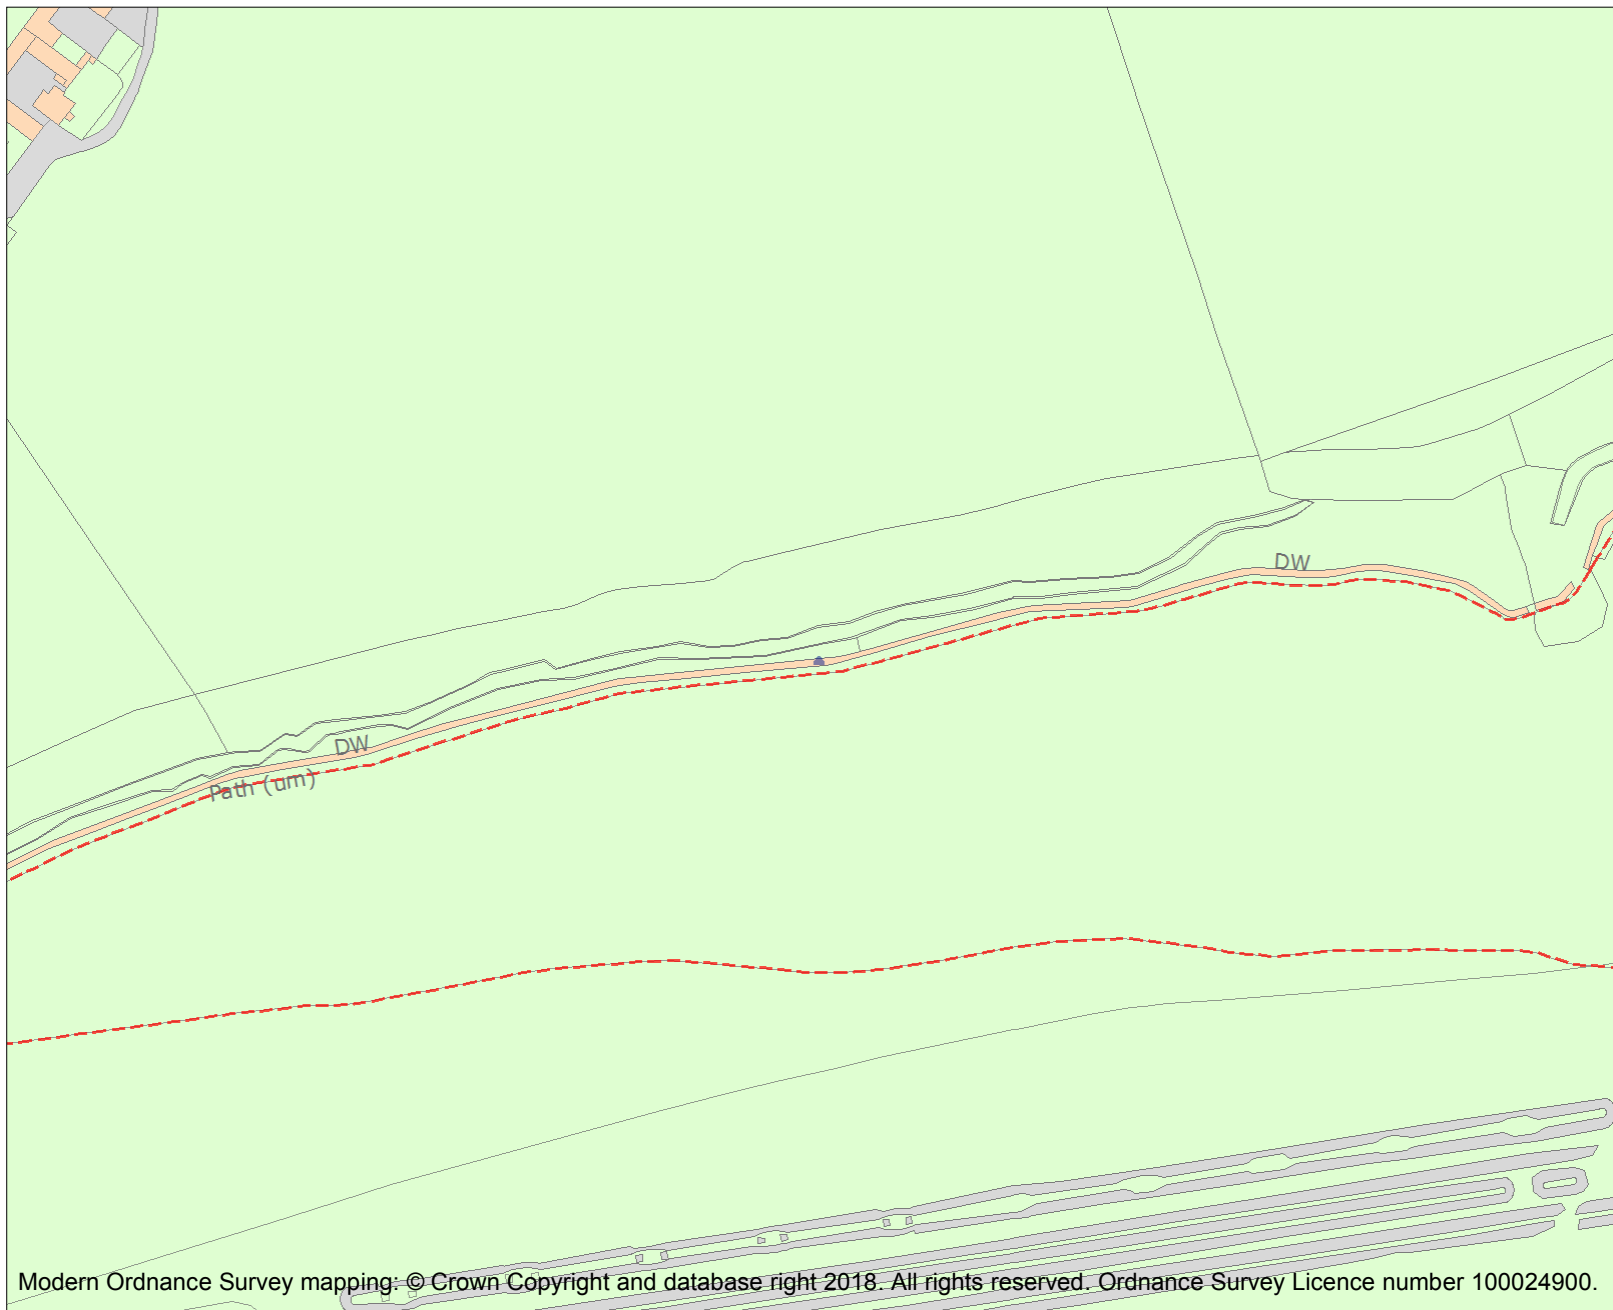 DW
DW
Path (um)
Modern Ordnance Survey mapping: © Crown Copyright and database right 2018. All rights reserved. Ordnance Survey Licence number 100024900.